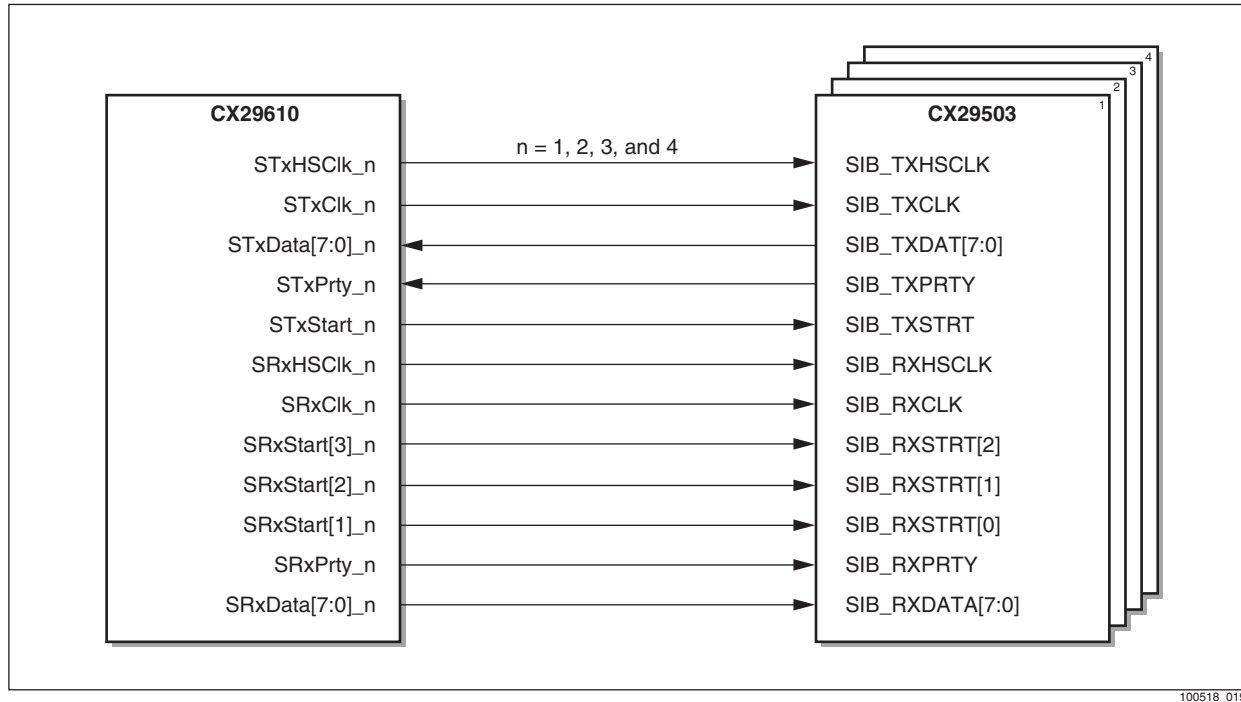 CX29610
STxHSClk_n
STxClk_n
STxData[7:0]_n
STxPrty_n
STxStart_n
SRxHSClk_n
SRxClk_n
SRxStart[3]_n
SRxStart[2]_n
SRxStart[1]_n
SRxPrty_n
SRxData[7:0]_n
n = 1, 2, 3, and 4
4
3
2
1
CX29503
SIB_TXHSCLK
SIB_TXCLK
SIB_TXDAT[7:0]
SIB_TXPRTY
SIB_TXSTRT
SIB_RXHSCLK
SIB_RXCLK
SIB_RXSTRT[2]
SIB_RXSTRT[1]
SIB_RXSTRT[0]
SIB_RXPRTY
SIB_RXDATA[7:0]
100518_019